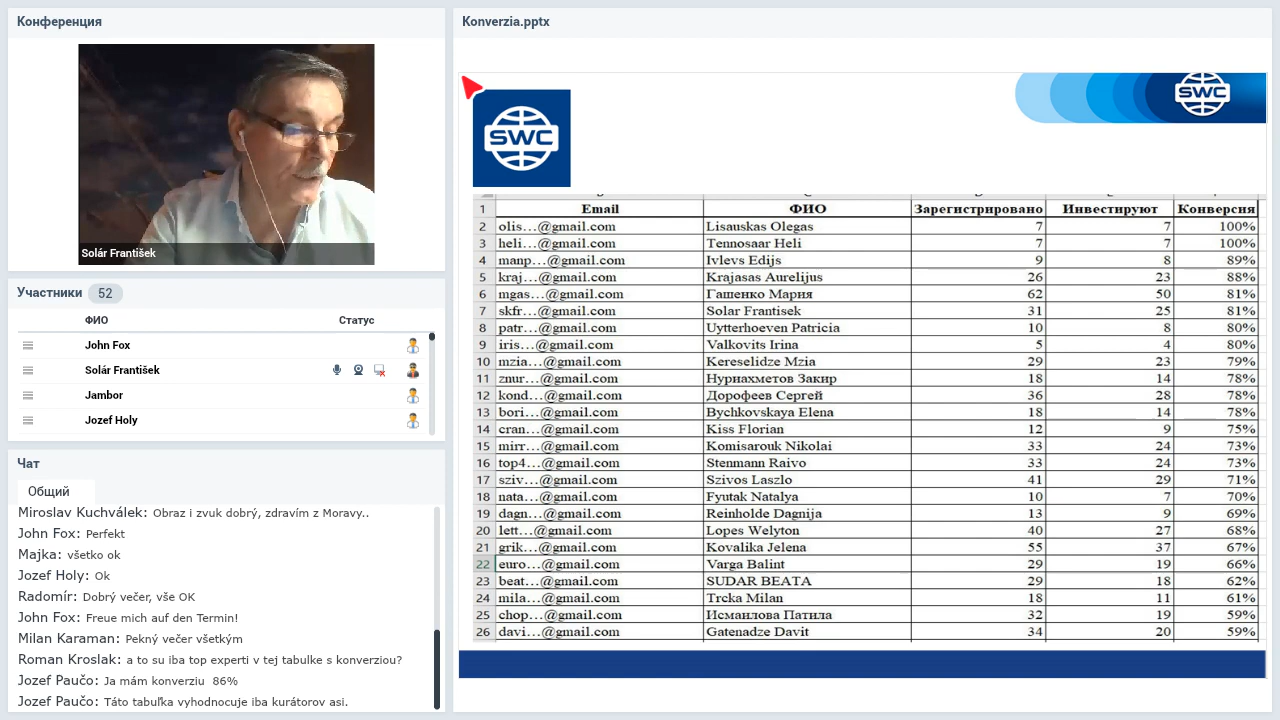 Конференция
Solár František
Участники 52
ФИО Статус
John Fox
Solár František
Jambor
Jozef Holy
Чат
Общий
Miroslav Kuchválek: Obraz i zvuk dobrý, zdravím z Moravy..
John Fox: Perfekt
Majka: všetko ok
Jozef Holy: Ok
Radomír: Dobrý večer, vše OK
John Fox: Freue mich auf den Termin!
Milan Karaman: Pekný večer všetkým
Roman Kroslak: a to su iba top experti v tej tabulke s konverziou?
Jozef Paučo: Ja mám konverziu 86%
Jozef Paučo: Táto tabuľka vyhodnocuje iba kurátorov asi.
Konverzia.pptx
SWC
SWC
1 Email ФИО Зарегистрировано Инвестируют Конверсия
2 olis…@gmail.com Lisauskas Olegas 7 7 100%
3 heli…@gmail.com Tennosaar Heli 7 7 100%
4 manp…@gmail.com Ivlevs Edijs 9 8 89%
5 kraj…@gmail.com Krajasas Aurelijus 26 23 88%
6 mgas…@gmail.com Гашенко Мария 62 50 81%
7 skfr…@gmail.com Solar Frantisek 31 25 81%
8 patr…@gmail.com Uytterhoeven Patricia 10 8 80%
9 iris…@gmail.com Valkovits Irina 5 4 80%
10 mzia…@gmail.com Kereselidze Mzia 29 23 79%
11 znur…@gmail.com Нуриахметов Закир 18 14 78%
12 kond…@gmail.com Дорофеев Сергей 36 28 78%
13 bori…@gmail.com Bychkovskaya Elena 18 14 78%
14 cran…@gmail.com Kiss Florian 12 9 75%
15 mirr…@gmail.com Komisarouk Nikolai 33 24 73%
16 top4…@gmail.com Stenmann Raivo 33 24 73%
17 sziv…@gmail.com Szivos Laszlo 41 29 71%
18 nata…@gmail.com Fyutak Natalya 10 7 70%
19 dagn…@gmail.com Reinholde Dagnija 13 9 69%
20 lett…@gmail.com Lopes Welyton 40 27 68%
21 grik…@gmail.com Kovalika Jelena 55 37 67%
22 euro…@gmail.com Varga Balint 29 19 66%
23 beat…@gmail.com SUDAR BEATA 29 18 62%
24 mila…@gmail.com Trcka Milan 18 11 61%
25 chop…@gmail.com Исмаилова Патила 32 19 59%
26 davi…@gmail.com Gatenadze Davit 34 20 59%